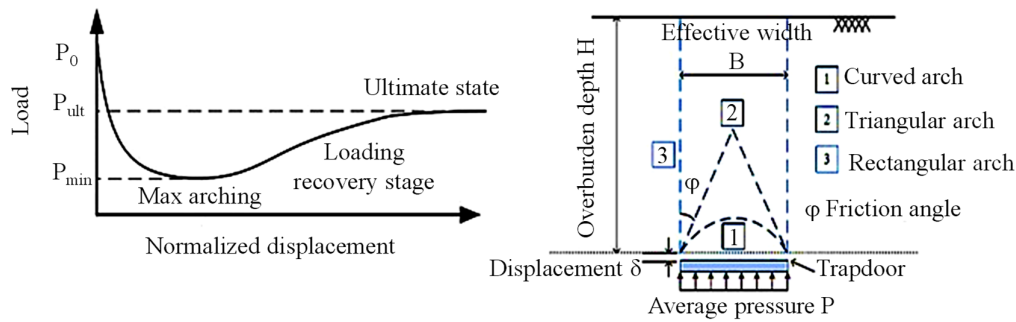 Load
P0
Pult
Pmin
Ultimate state
Loading
recovery stage
Max arching
Normalized displacement
Overburden depth H
Effective width
B
1
2
3
φ
1 Curved arch
2 Triangular arch
3 Rectangular arch
φ Friction angle
Displacement δ
Trapdoor
Average pressure P